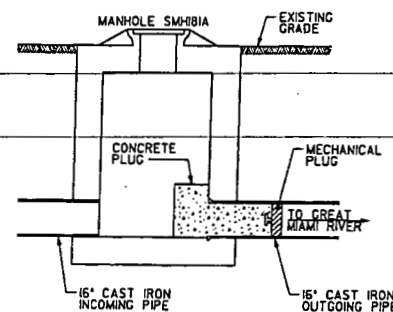 MANHOLE SMH181A
EXISTING
GRADE
CONCRETE
PLUG
MECHANICAL
PLUG
TO GREAT
MIAMI RIVER
16" CAST IRON
INCOMING PIPE
16" CAST IRON
OUTGOING PIPE